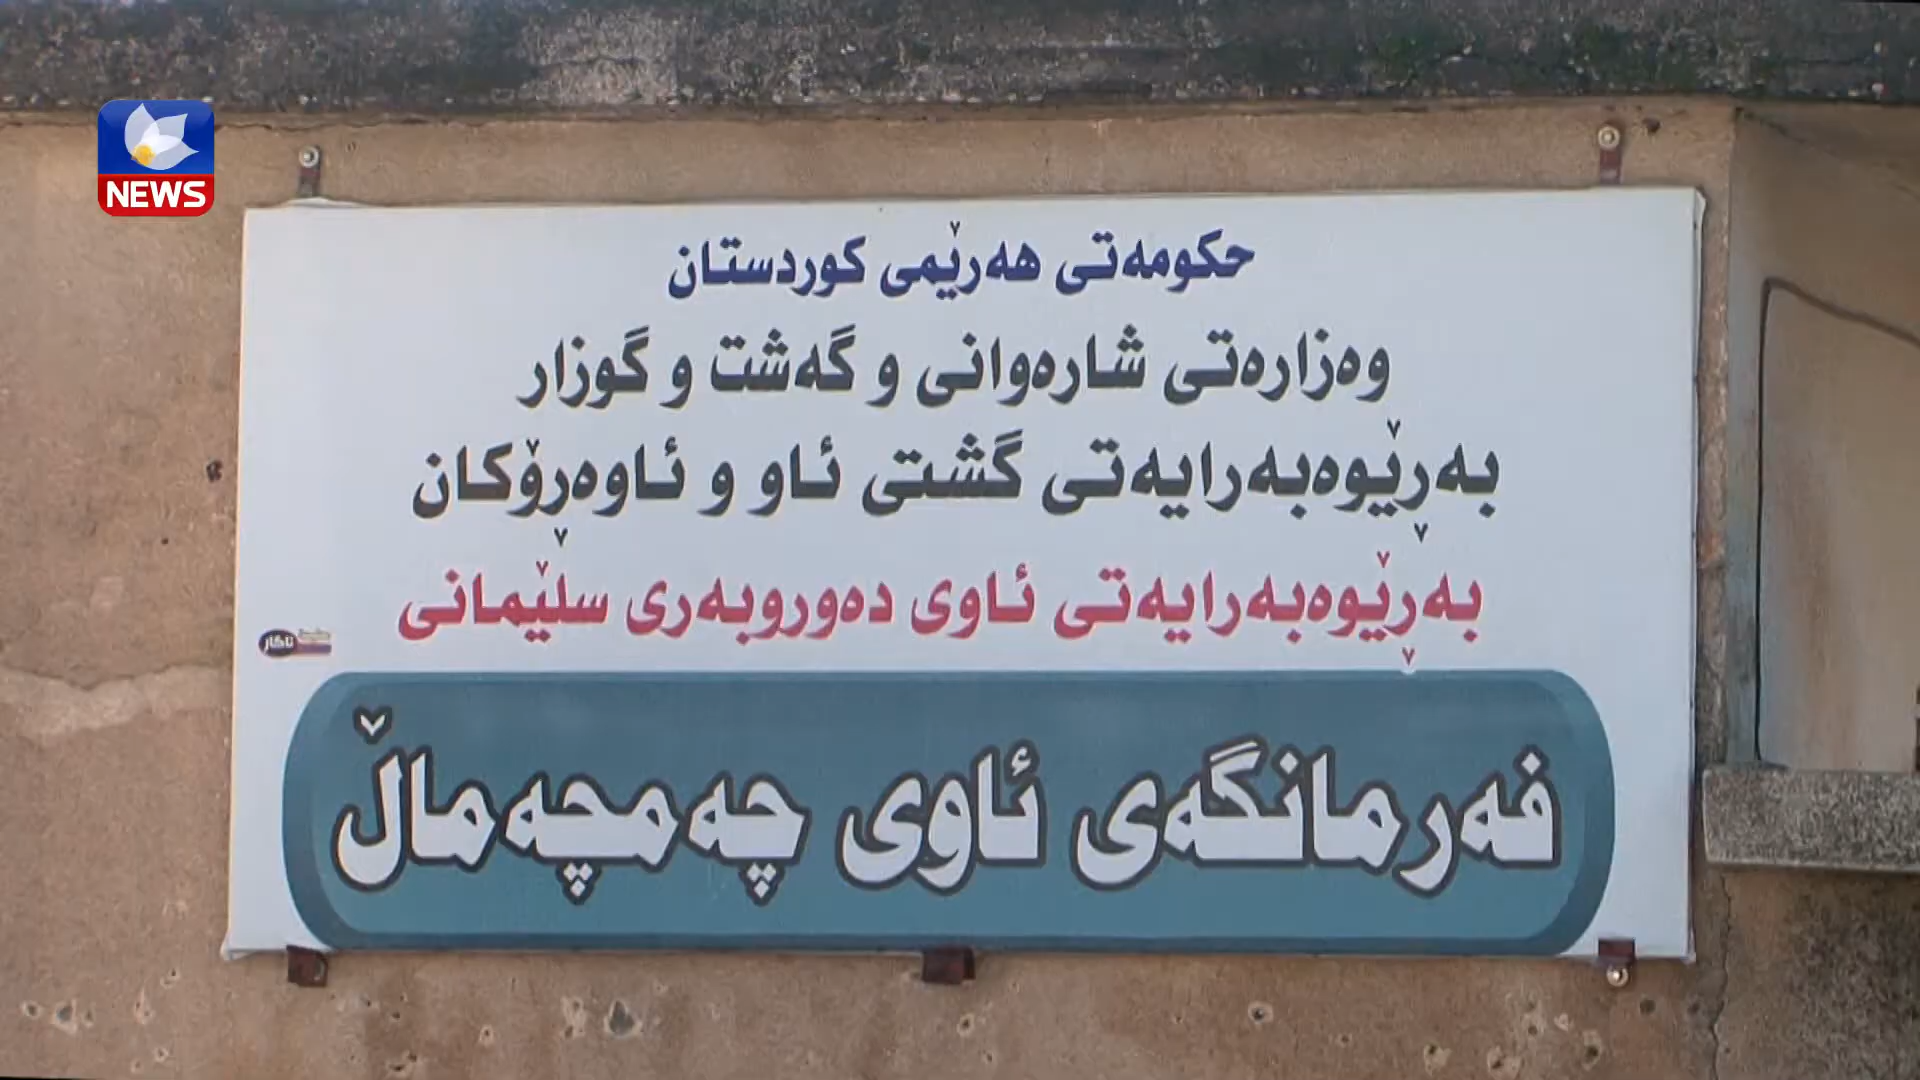 NEWS
حکومەتی هەرێمی کوردستان
وەزارەتی شارەوانی و گەشت و گوزار
بەڕێوەبەرایەتی گشتی ئاو و ئاوەڕۆکان
بەڕێوەبەرایەتی ئاوی دەوروبەری سلێمانی
فەرمانگەی ئاوی چەمچەماڵ